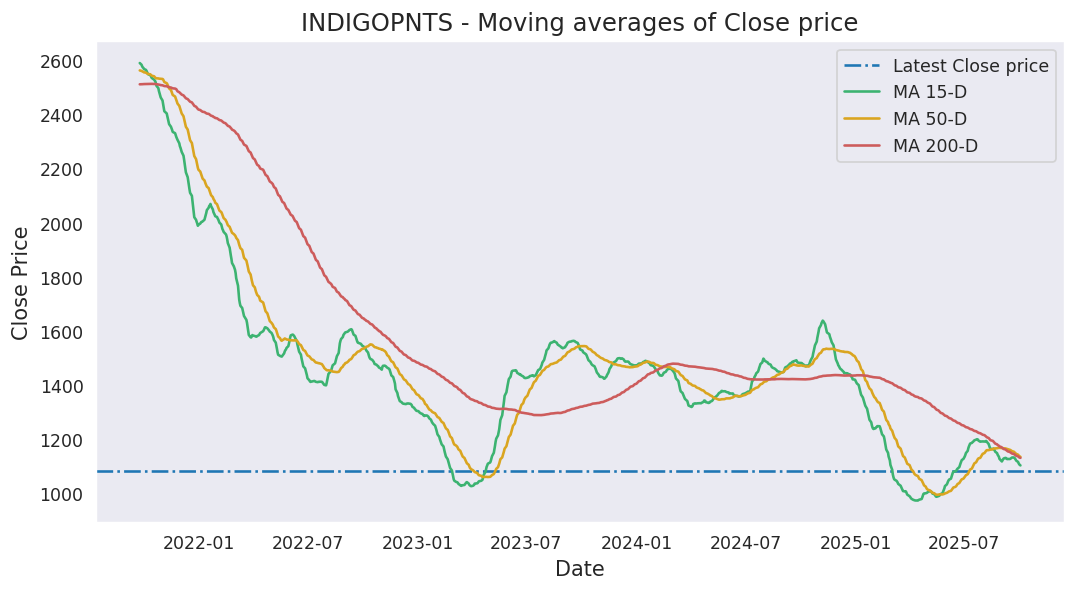 INDIGOPNTS - Moving averages of Close price
Latest Close price
MA 15-D
MA 50-D
MA 200-D
Close Price
2600
2400
2200
2000
1800
1600
1400
1200
1000
2022-01 2022-07 2023-01 2023-07 2024-01 2024-07 2025-01 2025-07
Date